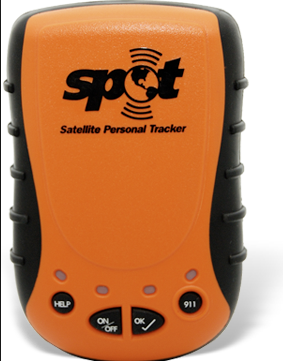 spot
Satellite Personal Tracker
HELP
ON/OFF
OK
911